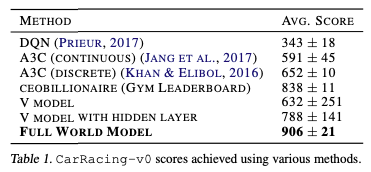 METHOD AVG. SCORE
DQN (PRIEUR, 2017) 343 ± 18
A3C (CONTINUOUS) (JANG ET AL., 2017) 591 ± 45
A3C (DISCRETE) (KHAN & ELIBOL, 2016) 652 ± 10
CEOBILLIONAIRE (GYM LEADERBOARD) 838 ± 11
V MODEL 632 ± 251
V MODEL WITH HIDDEN LAYER 788 ± 141
FULL WORLD MODEL 906 ± 21
Table 1. CarRacing-v0 scores achieved using various methods.